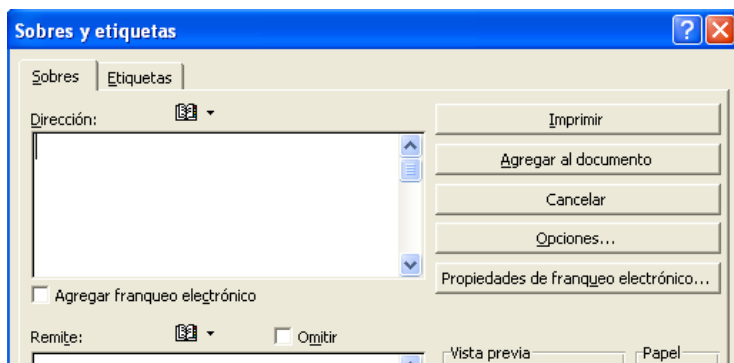 Sobres y etiquetas
Sobres
Etiquetas
Dirección:
Imprimir
Agregar al documento
Cancelar
Opciones...
Propiedades de franqueo electrónico...
Agregar franqueo electrónico
Remite:
Omitir
Vista previa
Papel